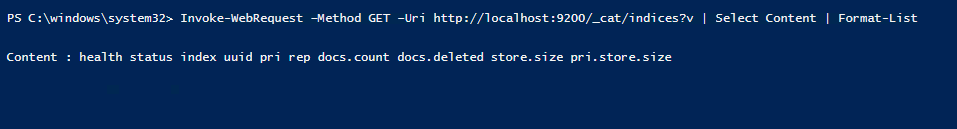 PS C:\windows\system32> Invoke-WebRequest -Method GET -Uri http://localhost:9200/_cat/indices?v | Select Content | Format-List
Content : health status index uuid pri rep docs.count docs.deleted store.size pri.store.size